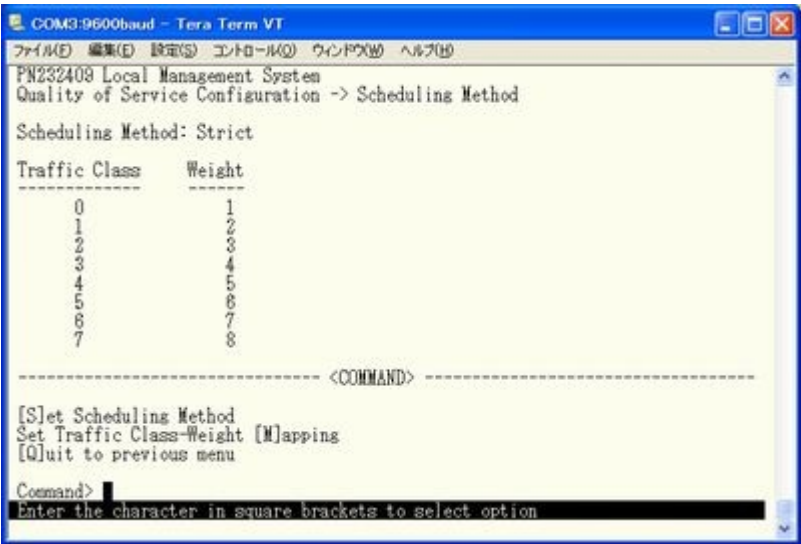 COM3:9600baud - Tera Term VT
ファイル(F) 編集(E) 設定(S) コントロール(O) ウィンドウ(W) ヘルプ(H)
PN232409 Local Management System
Quality of Service Configuration -> Scheduling Method
Scheduling Method: Strict
Traffic Class Weight
------------- ------
0 1
1 2
2 3
3 4
4 5
5 6
6 7
7 8
-------------------------------- <COMMAND> -----------------------------------
[S]et Scheduling Method
Set Traffic Class-Weight [M]apping
[Q]uit to previous menu
Command>
Enter the character in square brackets to select option